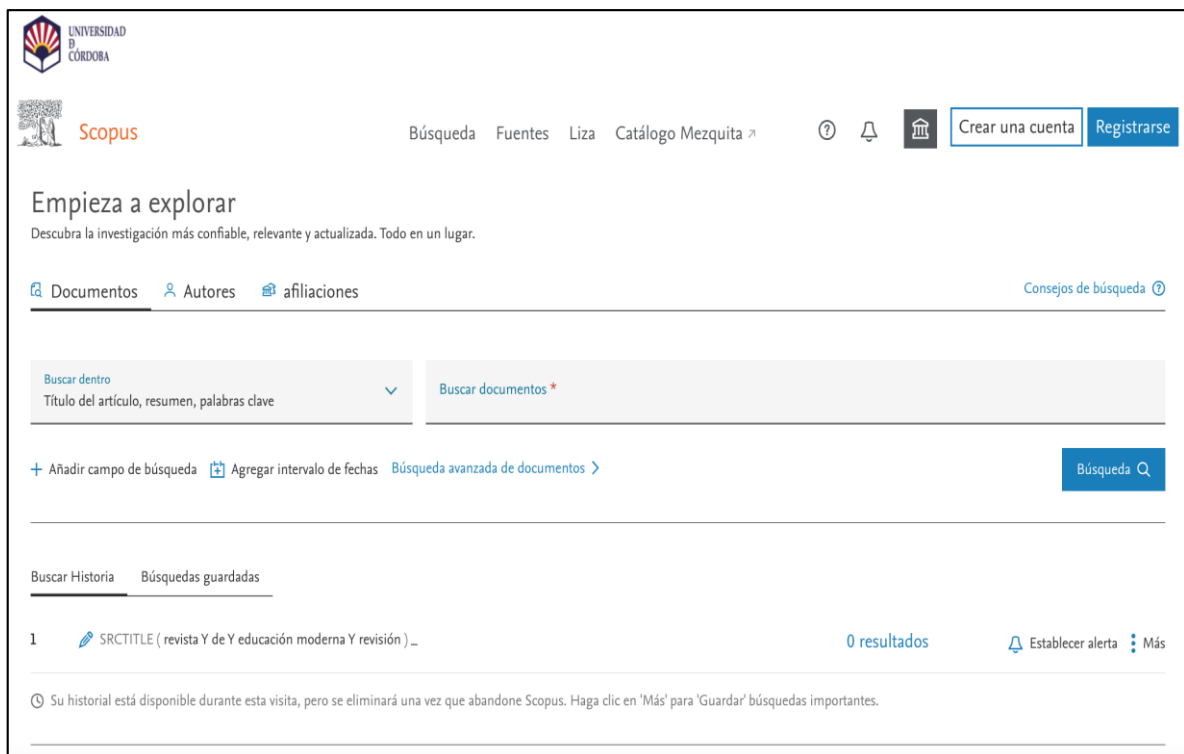 UNIVERSIDAD
D
CÓRDOBA
Scopus
Búsqueda Fuentes Liza Catálogo Mezquita
Crear una cuenta
Registrarse
Empieza a explorar
Descubra la investigación más confiable, relevante y actualizada. Todo en un lugar.
Documentos Autores afiliaciones
Consejos de búsqueda
Buscar dentro
Título del artículo, resumen, palabras clave
Buscar documentos *
+ Añadir campo de búsqueda Agregar intervalo de fechas Búsqueda avanzada de documentos >
Búsqueda
Buscar Historia Búsquedas guardadas
1 SRCTITLE ( revista Y de Y educación moderna Y revisión ) _ 0 resultados Establecer alerta Más
Su historial está disponible durante esta visita, pero se eliminará una vez que abandone Scopus. Haga clic en 'Más' para 'Guardar' búsquedas importantes.